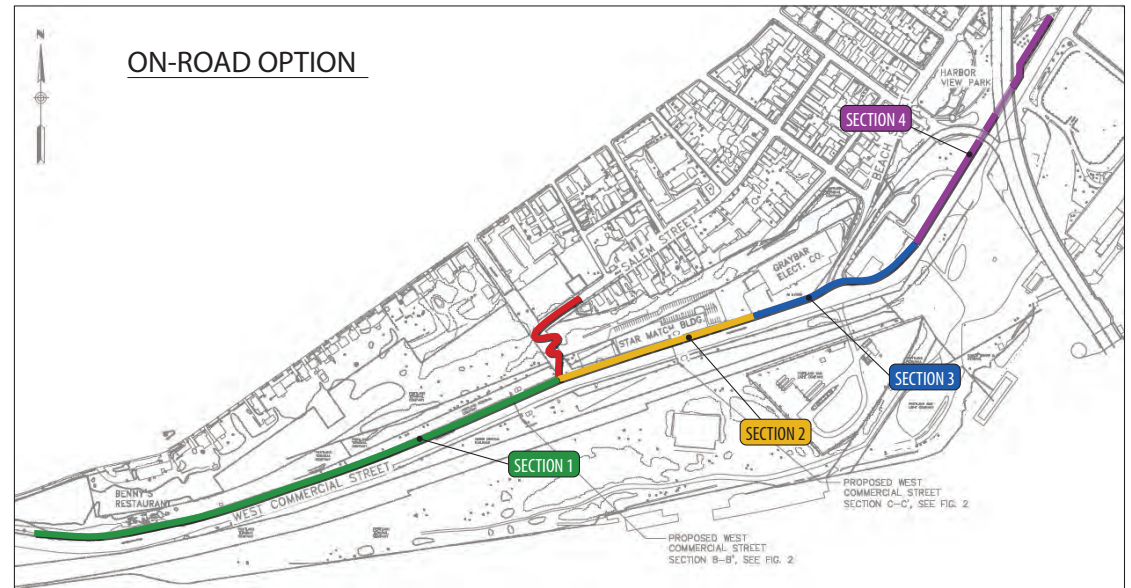 N
ON-ROAD OPTION
HARBOR
VIEW PARK
SECTION 4
BEACH
SALEM STREET
GRAYBAR
ELECT. CO.
STAR MATCH BLDG.
SECTION 3
SECTION 2
SECTION 1
WEST COMMERCIAL STREET
BENNY'S
RESTAURANT
PROPOSED WEST
COMMERCIAL STREET
SECTION C-C', SEE FIG. 2
PROPOSED WEST
COMMERCIAL STREET
SECTION B-B', SEE FIG. 2